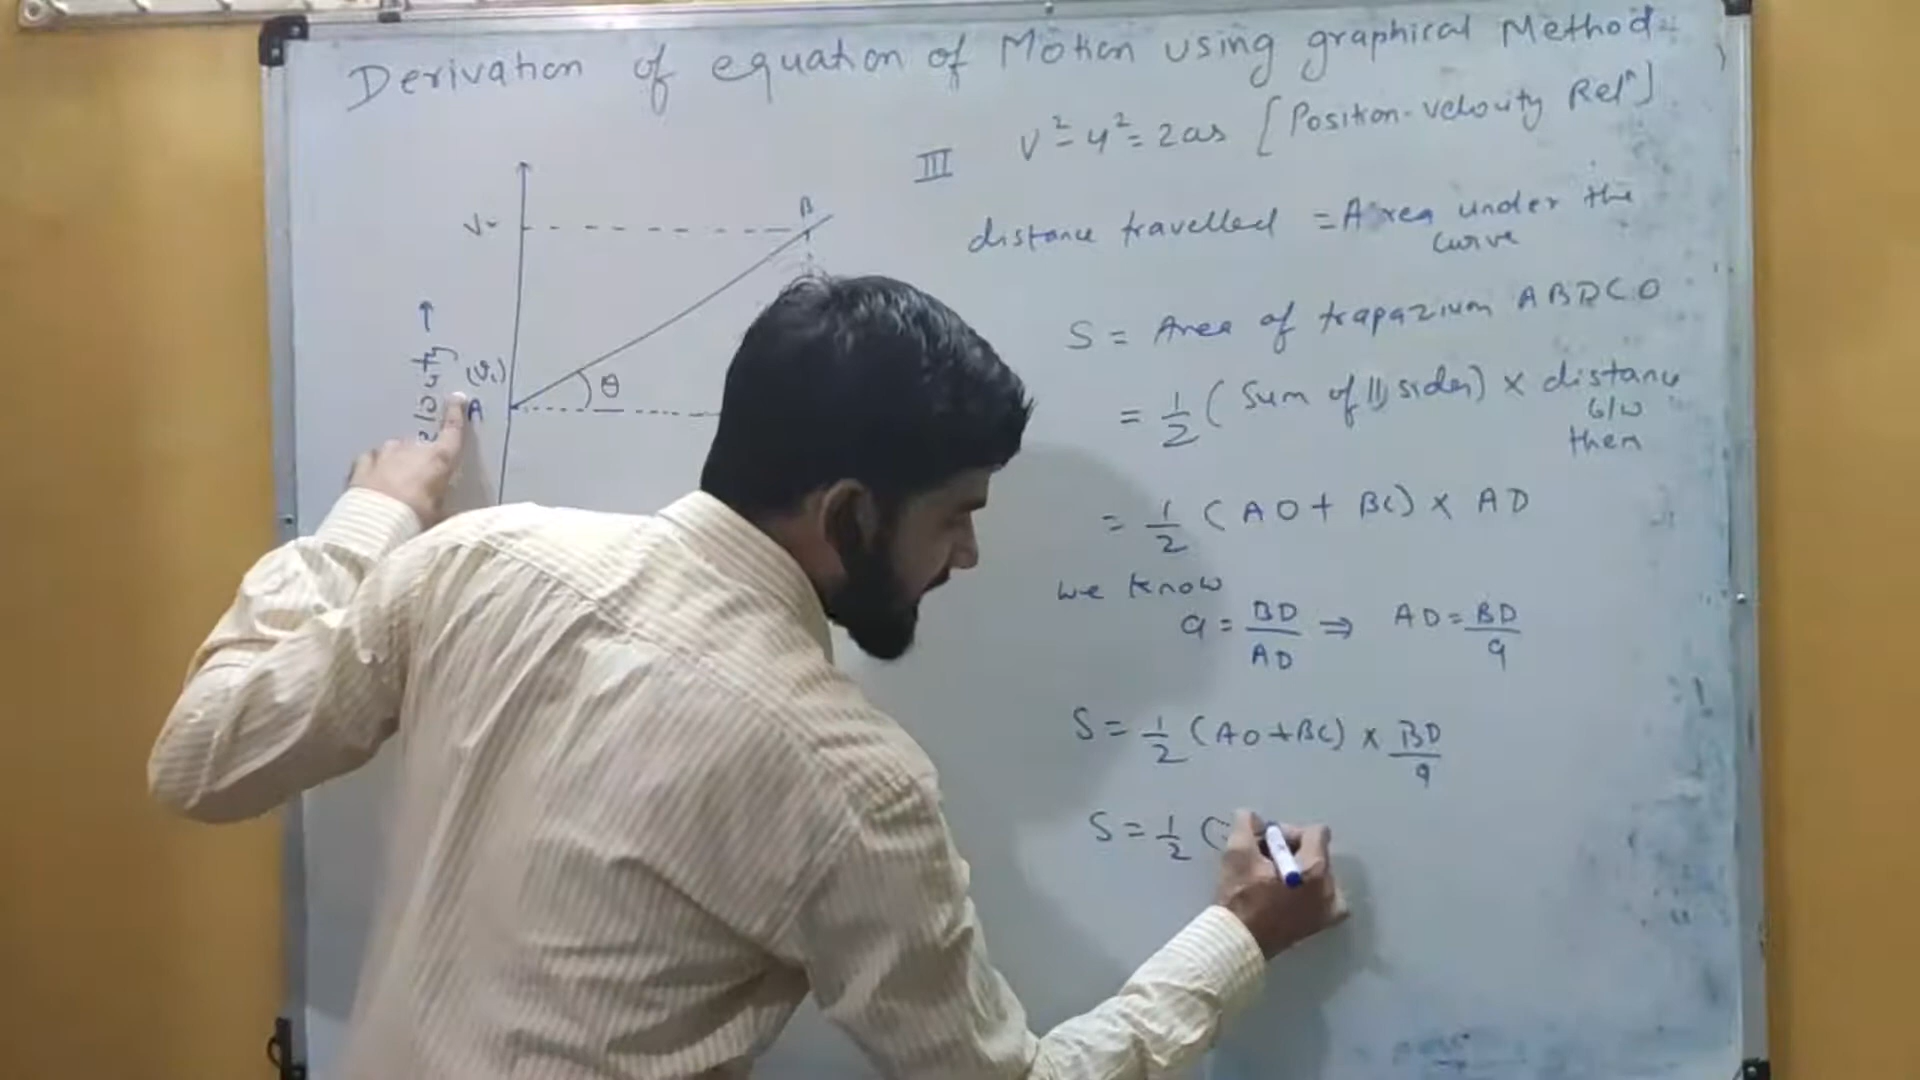 Derivation of equation of Motion using graphical Method
III v² - u² = 2as [Position-velocity Relⁿ]
distance travelled = Area under the
curve
S = Area of trapazium ABDCO
= 1/2 (Sum of || sides) × distance
b/w
them
= 1/2 (AO + BC) × AD
we know
a = BD/AD ⇒ AD = BD/a
S = 1/2 (AO + BC) × BD/a
S = 1/2 (
V
B
(u)
A
θ